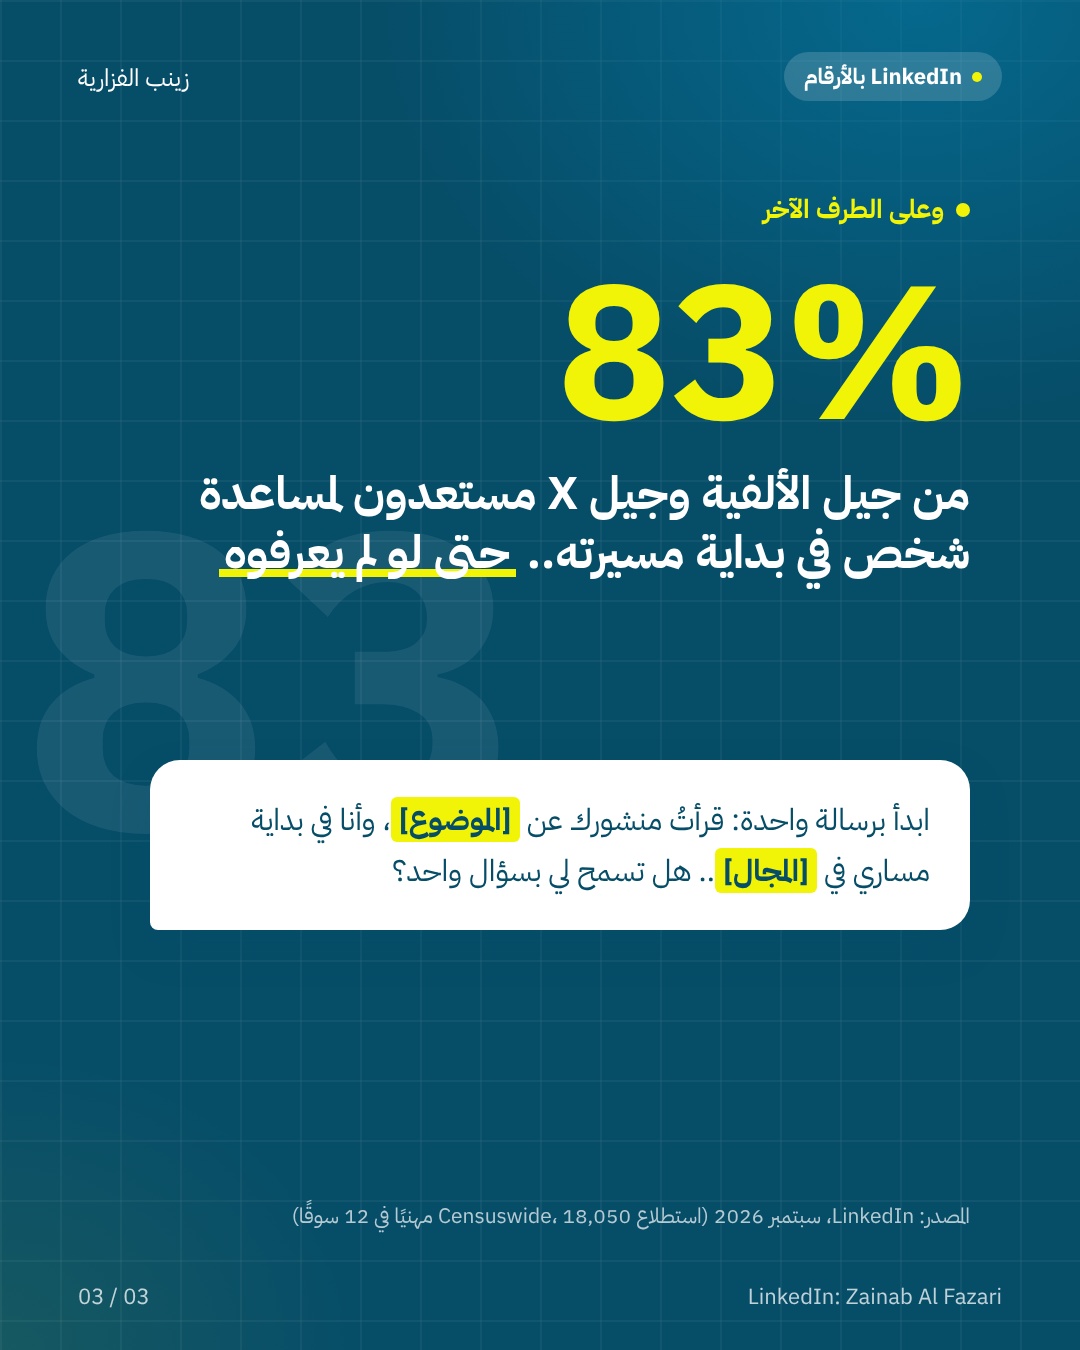 LinkedIn بالأرقام
زينب الفزارية
وعلى الطرف الآخر
83%
من جيل الألفية وجيل X مستعدون لمساعدة
شخص في بداية مسيرته.. حتى لو لم يعرفوه
83
ابدأ برسالة واحدة: قرأتُ منشورك عن [الموضوع]، وأنا في بداية
مساري في [المجال].. هل تسمح لي بسؤال واحد؟
المصدر: LinkedIn، سبتمبر 2026 (استطلاع Censuswide، 18,050 مهنيًا في 12 سوقًا)
LinkedIn: Zainab Al Fazari
03 / 03